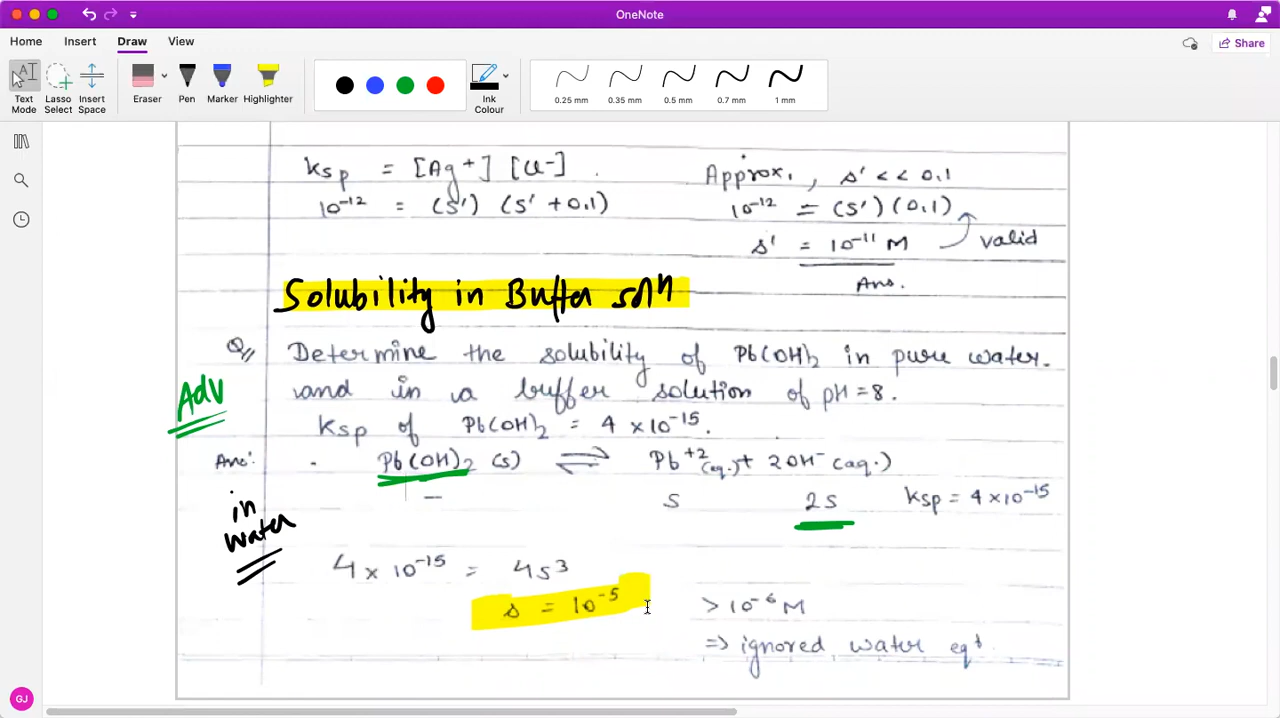 OneNote
Home Insert Draw View
Share
Text Mode
Lasso Select
Insert Space
Eraser
Pen
Marker
Highlighter
Ink Colour
0.25 mm
0.35 mm
0.5 mm
0.7 mm
1 mm
Ksp = [Ag+] [Cl-]
10⁻¹² = (s') (s' + 0.1)
Approx., s' << 0.1
10⁻¹² = (s') (0.1)
s' = 10⁻¹¹ M valid
Ans.
Solubility in Buffer solⁿ
Q// Determine the solubility of Pb(OH)₂ in pure water.
Adv
and in a buffer solution of pH = 8.
Ksp of Pb(OH)₂ = 4 × 10⁻¹⁵.
Ans: Pb(OH)₂ (s) ⇌ Pb⁺² (aq.) + 2OH⁻ (aq.)
– s 2s Ksp = 4 × 10⁻¹⁵
in water
4 × 10⁻¹⁵ = 4s³
s = 10⁻⁵ > 10⁻⁶ M
⇒ ignored water eqᵗ.
GJ